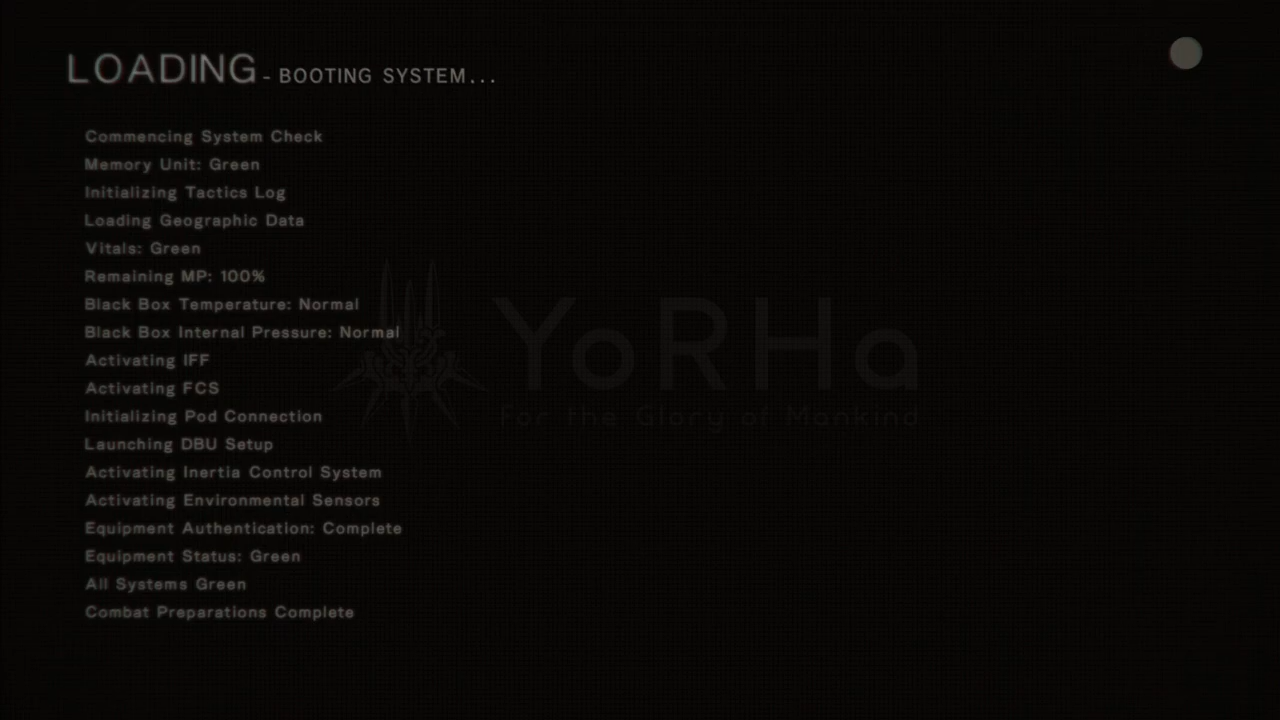 LOADING - BOOTING SYSTEM...
Commencing System Check
Memory Unit: Green
Initializing Tactics Log
Loading Geographic Data
Vitals: Green
Remaining MP: 100%
Black Box Temperature: Normal
Black Box Internal Pressure: Normal
Activating IFF
Activating FCS
Initializing Pod Connection
Launching DBU Setup
Activating Inertia Control System
Activating Environmental Sensors
Equipment Authentication: Complete
Equipment Status: Green
All Systems Green
Combat Preparations Complete
YoRHa
For the Glory of Mankind